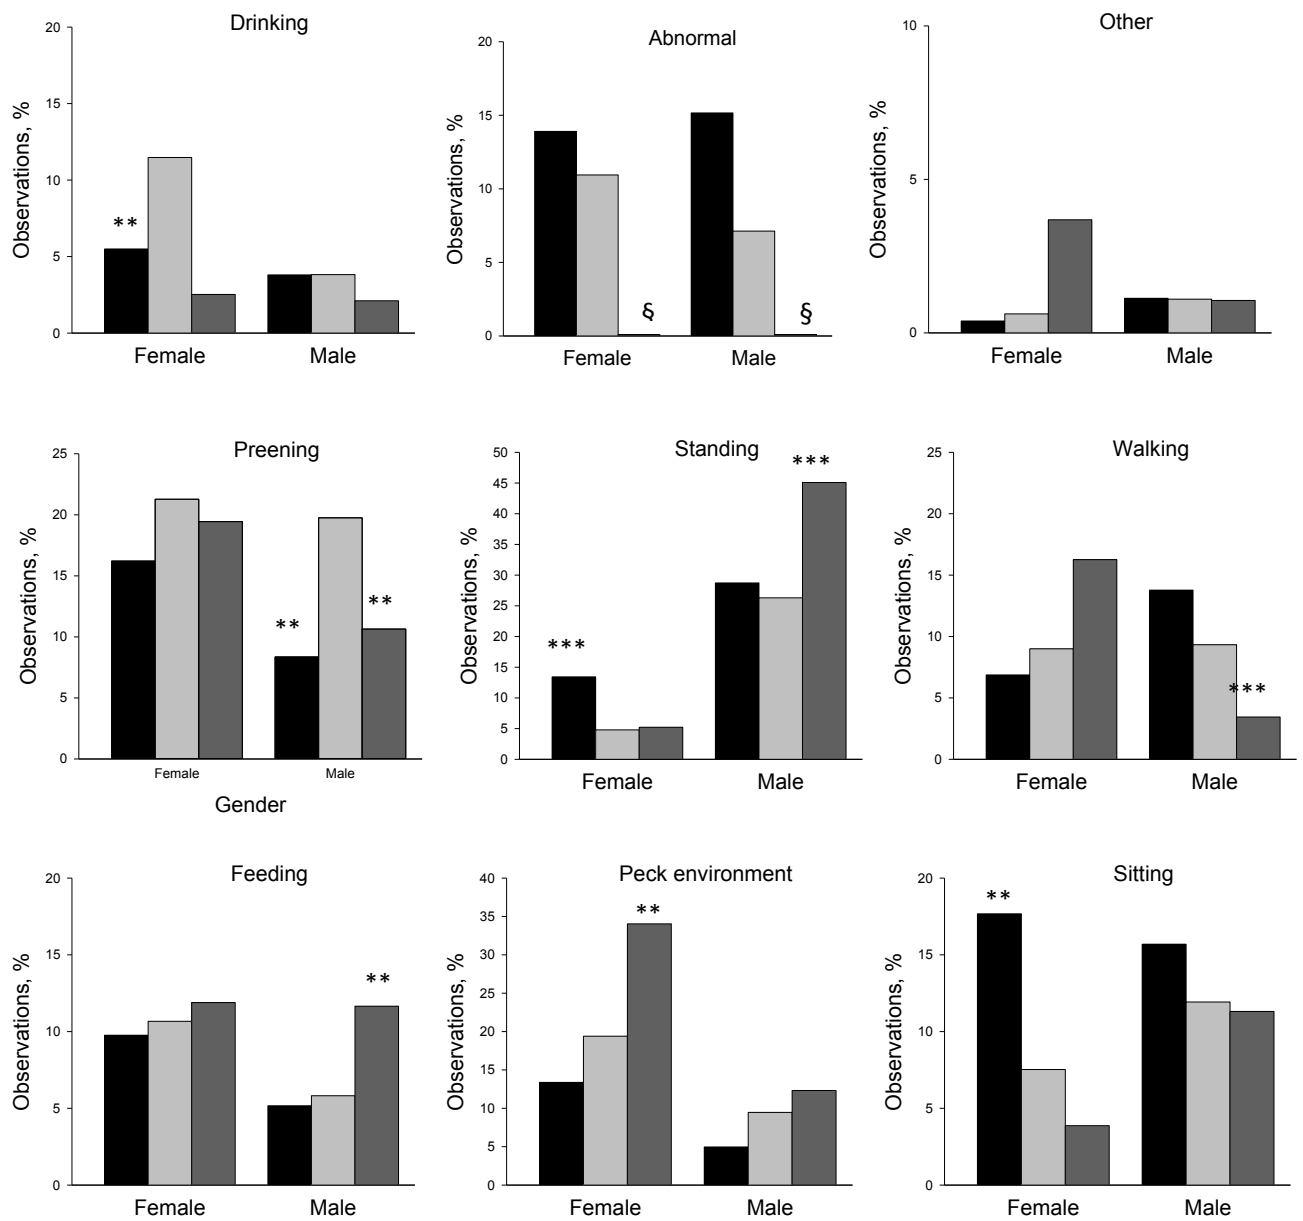 Drinking
Observations, %
20
15
10
5
0
**
Female Male
Abnormal
Observations, %
20
15
10
5
0
§ §
Female Male
Other
Observations, %
10
5
0
Female Male
Preening
Observations, %
25
20
15
10
5
0
** **
Female Male
Gender
Standing
Observations, %
50
45
40
35
30
25
20
15
10
5
0
*** ***
Female Male
Walking
Observations, %
25
20
15
10
5
0
***
Female Male
Feeding
Observations, %
20
15
10
5
0
**
Female Male
Peck environment
Observations, %
40
35
30
25
20
15
10
5
0
**
Female Male
Sitting
Observations, %
20
15
10
5
0
**
Female Male